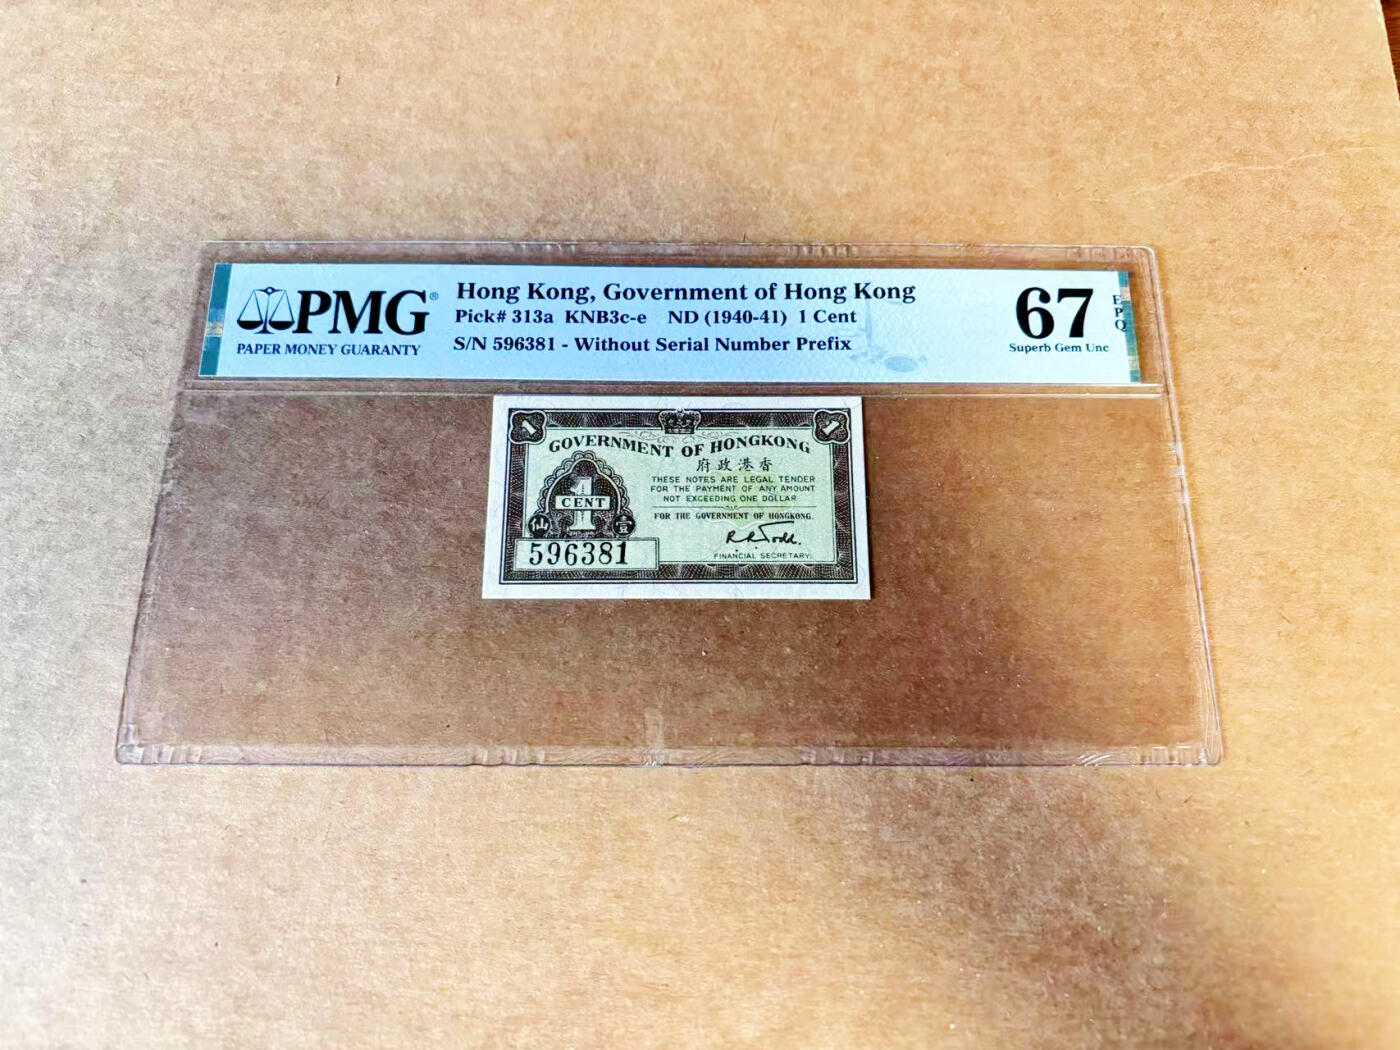 PMG®
PAPER MONEY GUARANTY
Hong Kong, Government of Hong Kong
Pick# 313a KNB3c-e ND (1940-41) 1 Cent
S/N 596381 - Without Serial Number Prefix
67
EPQ
Superb Gem Unc
1
1
GOVERNMENT OF HONGKONG
府政港香
THESE NOTES ARE LEGAL TENDER
FOR THE PAYMENT OF ANY AMOUNT
NOT EXCEEDING ONE DOLLAR
FOR THE GOVERNMENT OF HONGKONG.
1
CENT
仙
壹
R R Todd.
FINANCIAL SECRETARY.
596381